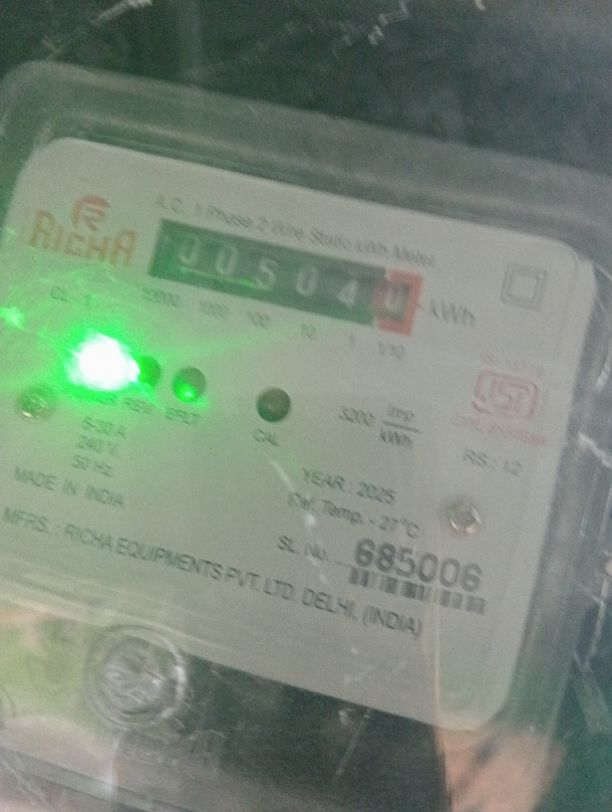 A.C. 1 Phase 2 Wire Static kWh Meter
RICHA
005040 kWh
CL - 1 10000 1000 100 10 1 1/10
REV EFLT
CAL
3200 Imp/kWh
5-30 A
240 V
50 Hz
RS : 12
MADE IN INDIA
YEAR : 2025
Ref. Temp. - 27°C
SL. No. 685006
MFRS. : RICHA EQUIPMENTS PVT. LTD. DELHI, (INDIA)